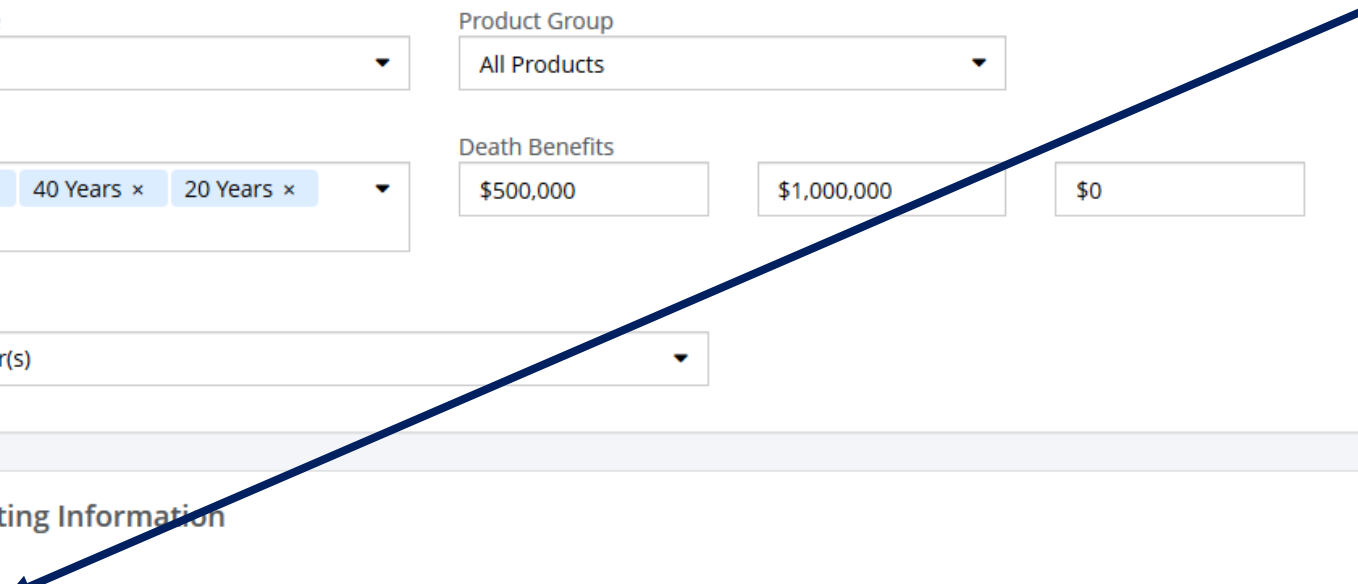 Product Group
All Products
Death Benefits
40 Years × 20 Years × $500,000 $1,000,000 $0
r(s)
ting Information